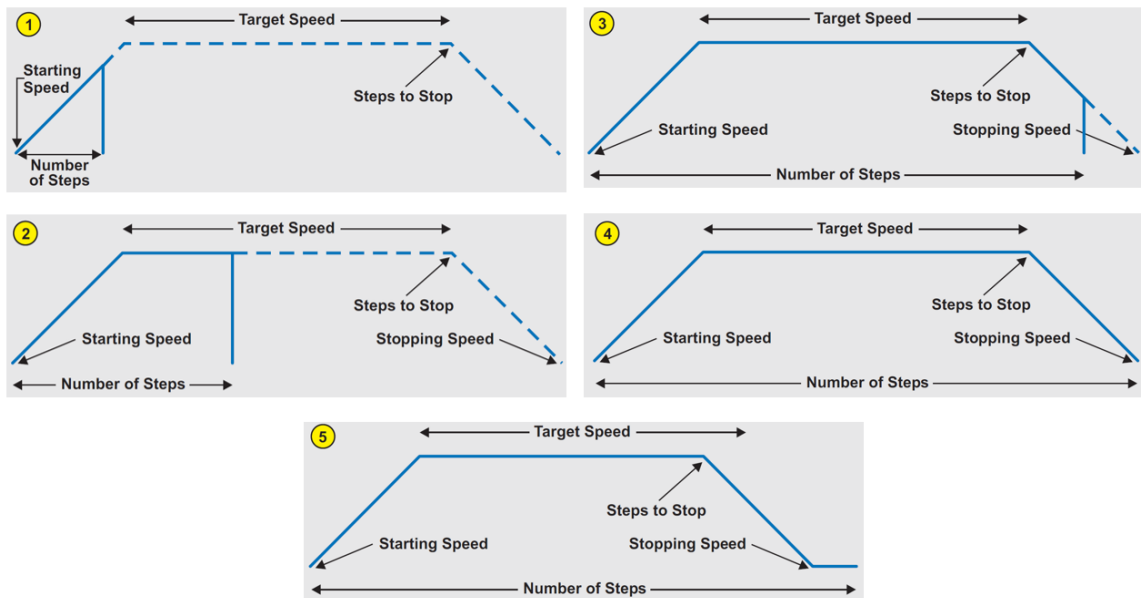 1
Target Speed
Starting
Speed
Steps to Stop
Number
of Steps
2
Target Speed
Steps to Stop
Starting Speed
Stopping Speed
Number of Steps
3
Target Speed
Steps to Stop
Starting Speed
Stopping Speed
Number of Steps
4
Target Speed
Steps to Stop
Starting Speed
Stopping Speed
Number of Steps
5
Target Speed
Steps to Stop
Starting Speed
Stopping Speed
Number of Steps